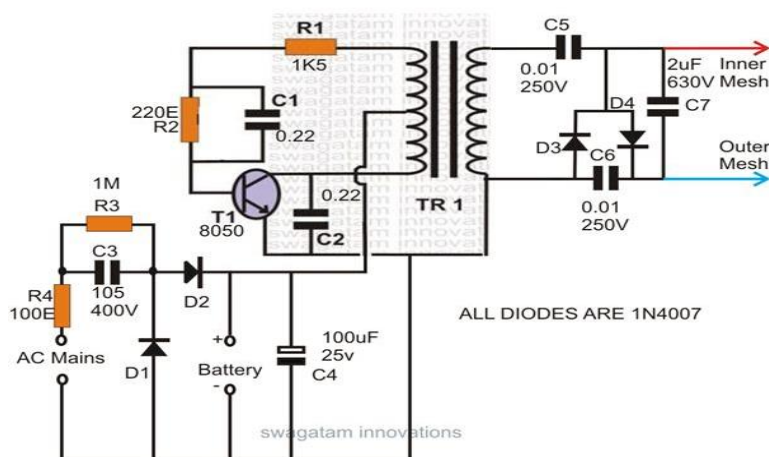 swagatam innovations
R1
1K5
C1
0.22
220E
R2
T1
8050
0.22
C2
TR 1
C5
0.01
250V
2uF
630V
C7
Inner
Mesh
D3
D4
C6
0.01
250V
Outer
Mesh
1M
R3
C3
105
400V
R4
100E
AC Mains
D1
D2
+
Battery
-
100uF
25v
C4
ALL DIODES ARE 1N4007
swagatam innovations